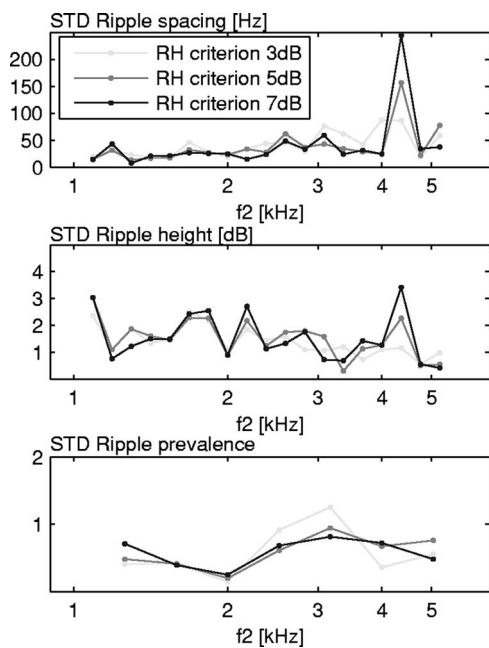 STD Ripple spacing [Hz]
RH criterion 3dB
RH criterion 5dB
RH criterion 7dB
200
150
100
50
0
1 2 3 4 5
f2 [kHz]
STD Ripple height [dB]
4
3
2
1
1 2 3 4 5
f2 [kHz]
STD Ripple prevalence
2
1
1 2 3 4 5
f2 [kHz]